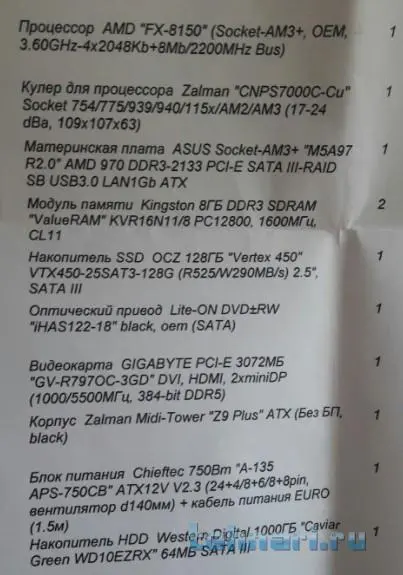 Процессор AMD "FX-8150" (Socket-AM3+, OEM, 1
3.60GHz-4x2048Kb+8Mb/2200MHz Bus)
Кулер для процессора Zalman "CNPS7000C-Cu" 1
Socket 754/775/939/940/115x/AM2/AM3 (17-24
dBa, 109x107x63)
Материнская плата ASUS Socket-AM3+ "M5A97 1
R2.0" AMD 970 DDR3-2133 PCI-E SATA III-RAID
SB USB3.0 LAN1Gb ATX
Модуль памяти Kingston 8ГБ DDR3 SDRAM 2
"ValueRAM" KVR16N11/8 PC12800, 1600МГц,
CL11
Накопитель SSD OCZ 128ГБ "Vertex 450" 1
VTX450-25SAT3-128G (R525/W290MB/s) 2.5",
SATA III
Оптический привод Lite-ON DVD±RW 1
"iHAS122-18" black, oem (SATA)
Видеокарта GIGABYTE PCI-E 3072МБ 1
"GV-R797OC-3GD" DVI, HDMI, 2xminiDP
(1000/5500МГц, 384-bit DDR5)
Корпус Zalman Midi-Tower "Z9 Plus" ATX (Без БП, 1
black)
Блок питания Chieftec 750Вт "A-135 1
APS-750CB" ATX12V V2.3 (24+4/8+6/8+8pin,
вентилятор d140мм) + кабель питания EURO
(1.5м)
Накопитель HDD Western Digital 1000ГБ "Caviar 1
Green WD10EZRX" 64МБ SATA III